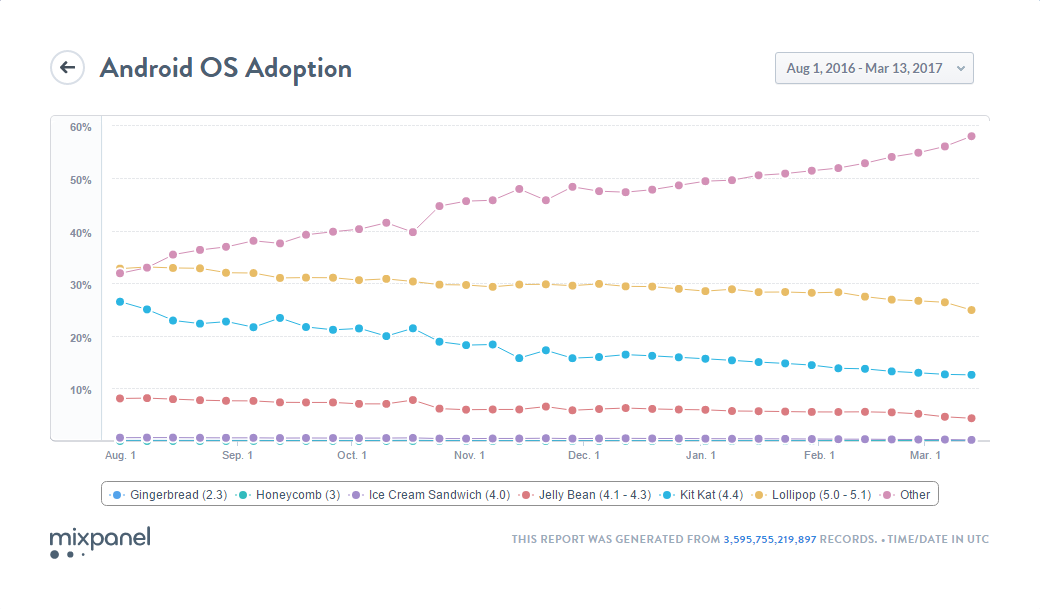 Android OS Adoption
Aug 1, 2016 - Mar 13, 2017
60%
50%
40%
30%
20%
10%
Aug. 1 Sep. 1 Oct. 1 Nov. 1 Dec. 1 Jan. 1 Feb. 1 Mar. 1
Gingerbread (2.3) Honeycomb (3) Ice Cream Sandwich (4.0) Jelly Bean (4.1 - 4.3) Kit Kat (4.4) Lollipop (5.0 - 5.1) Other
mixpanel
THIS REPORT WAS GENERATED FROM 3,595,755,219,897 RECORDS. • TIME/DATE IN UTC